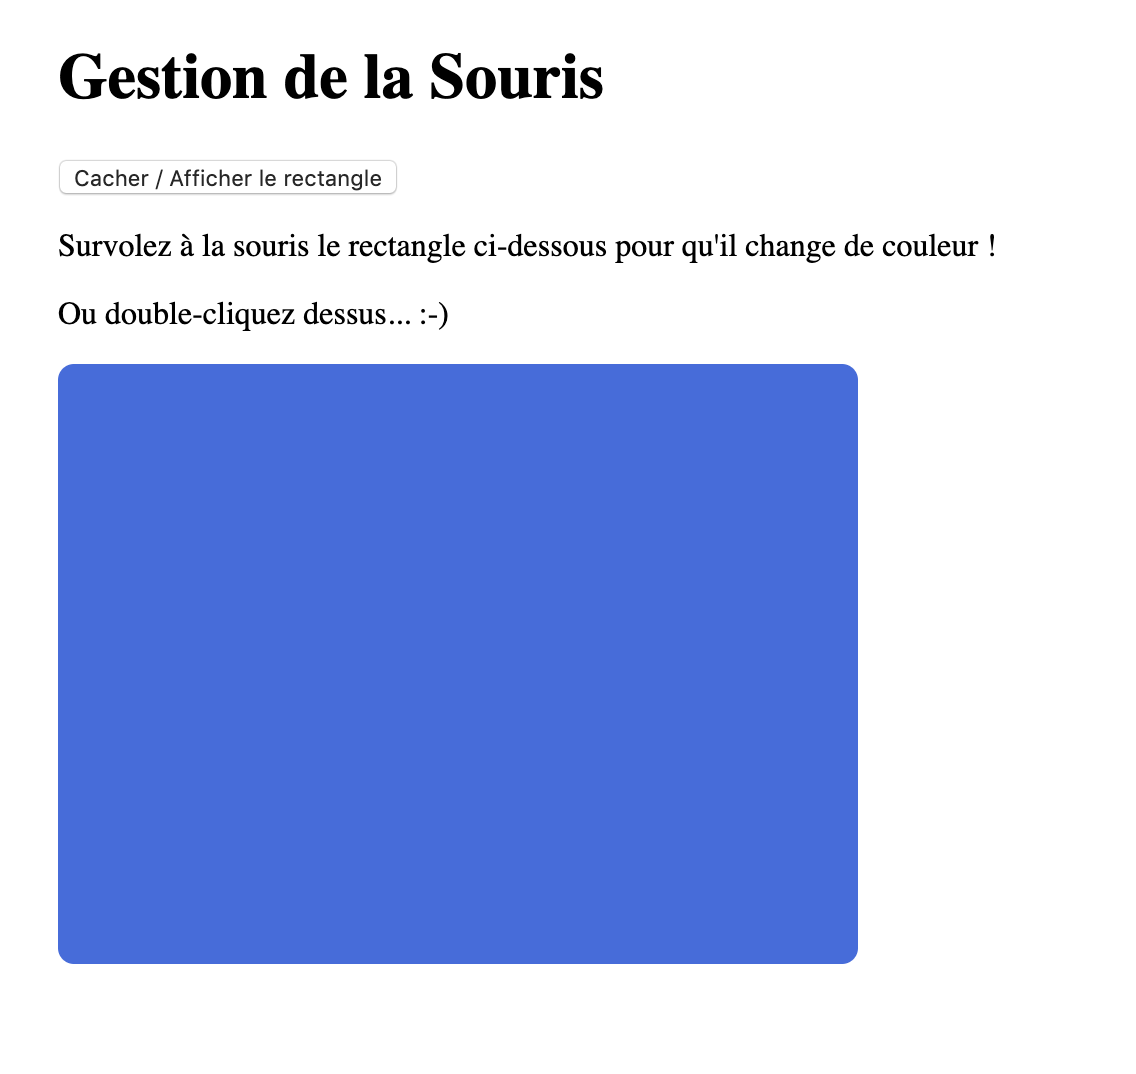 Gestion de la Souris
Cacher / Afficher le rectangle
Survolez à la souris le rectangle ci-dessous pour qu'il change de couleur !
Ou double-cliquez dessus... :-)